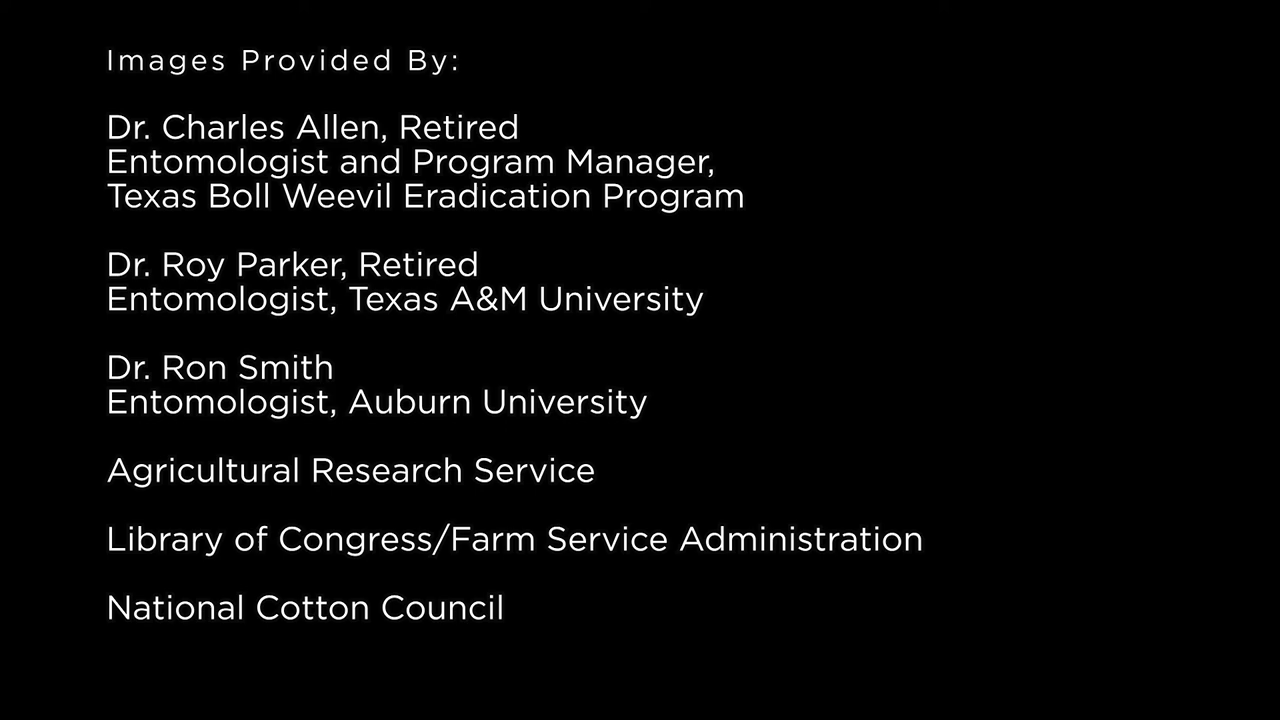 Images Provided By:
Dr. Charles Allen, Retired
Entomologist and Program Manager,
Texas Boll Weevil Eradication Program
Dr. Roy Parker, Retired
Entomologist, Texas A&M University
Dr. Ron Smith
Entomologist, Auburn University
Agricultural Research Service
Library of Congress/Farm Service Administration
National Cotton Council